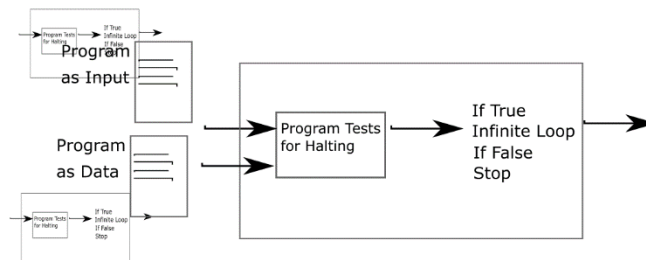 Program Tests
for Halting
If True
Infinite Loop
If False
Stop
Program
as Input
Program
as Data
Program Tests
for Halting
If True
Infinite Loop
If False
Stop
Program Tests
for Halting
If True
Infinite Loop
If False
Stop